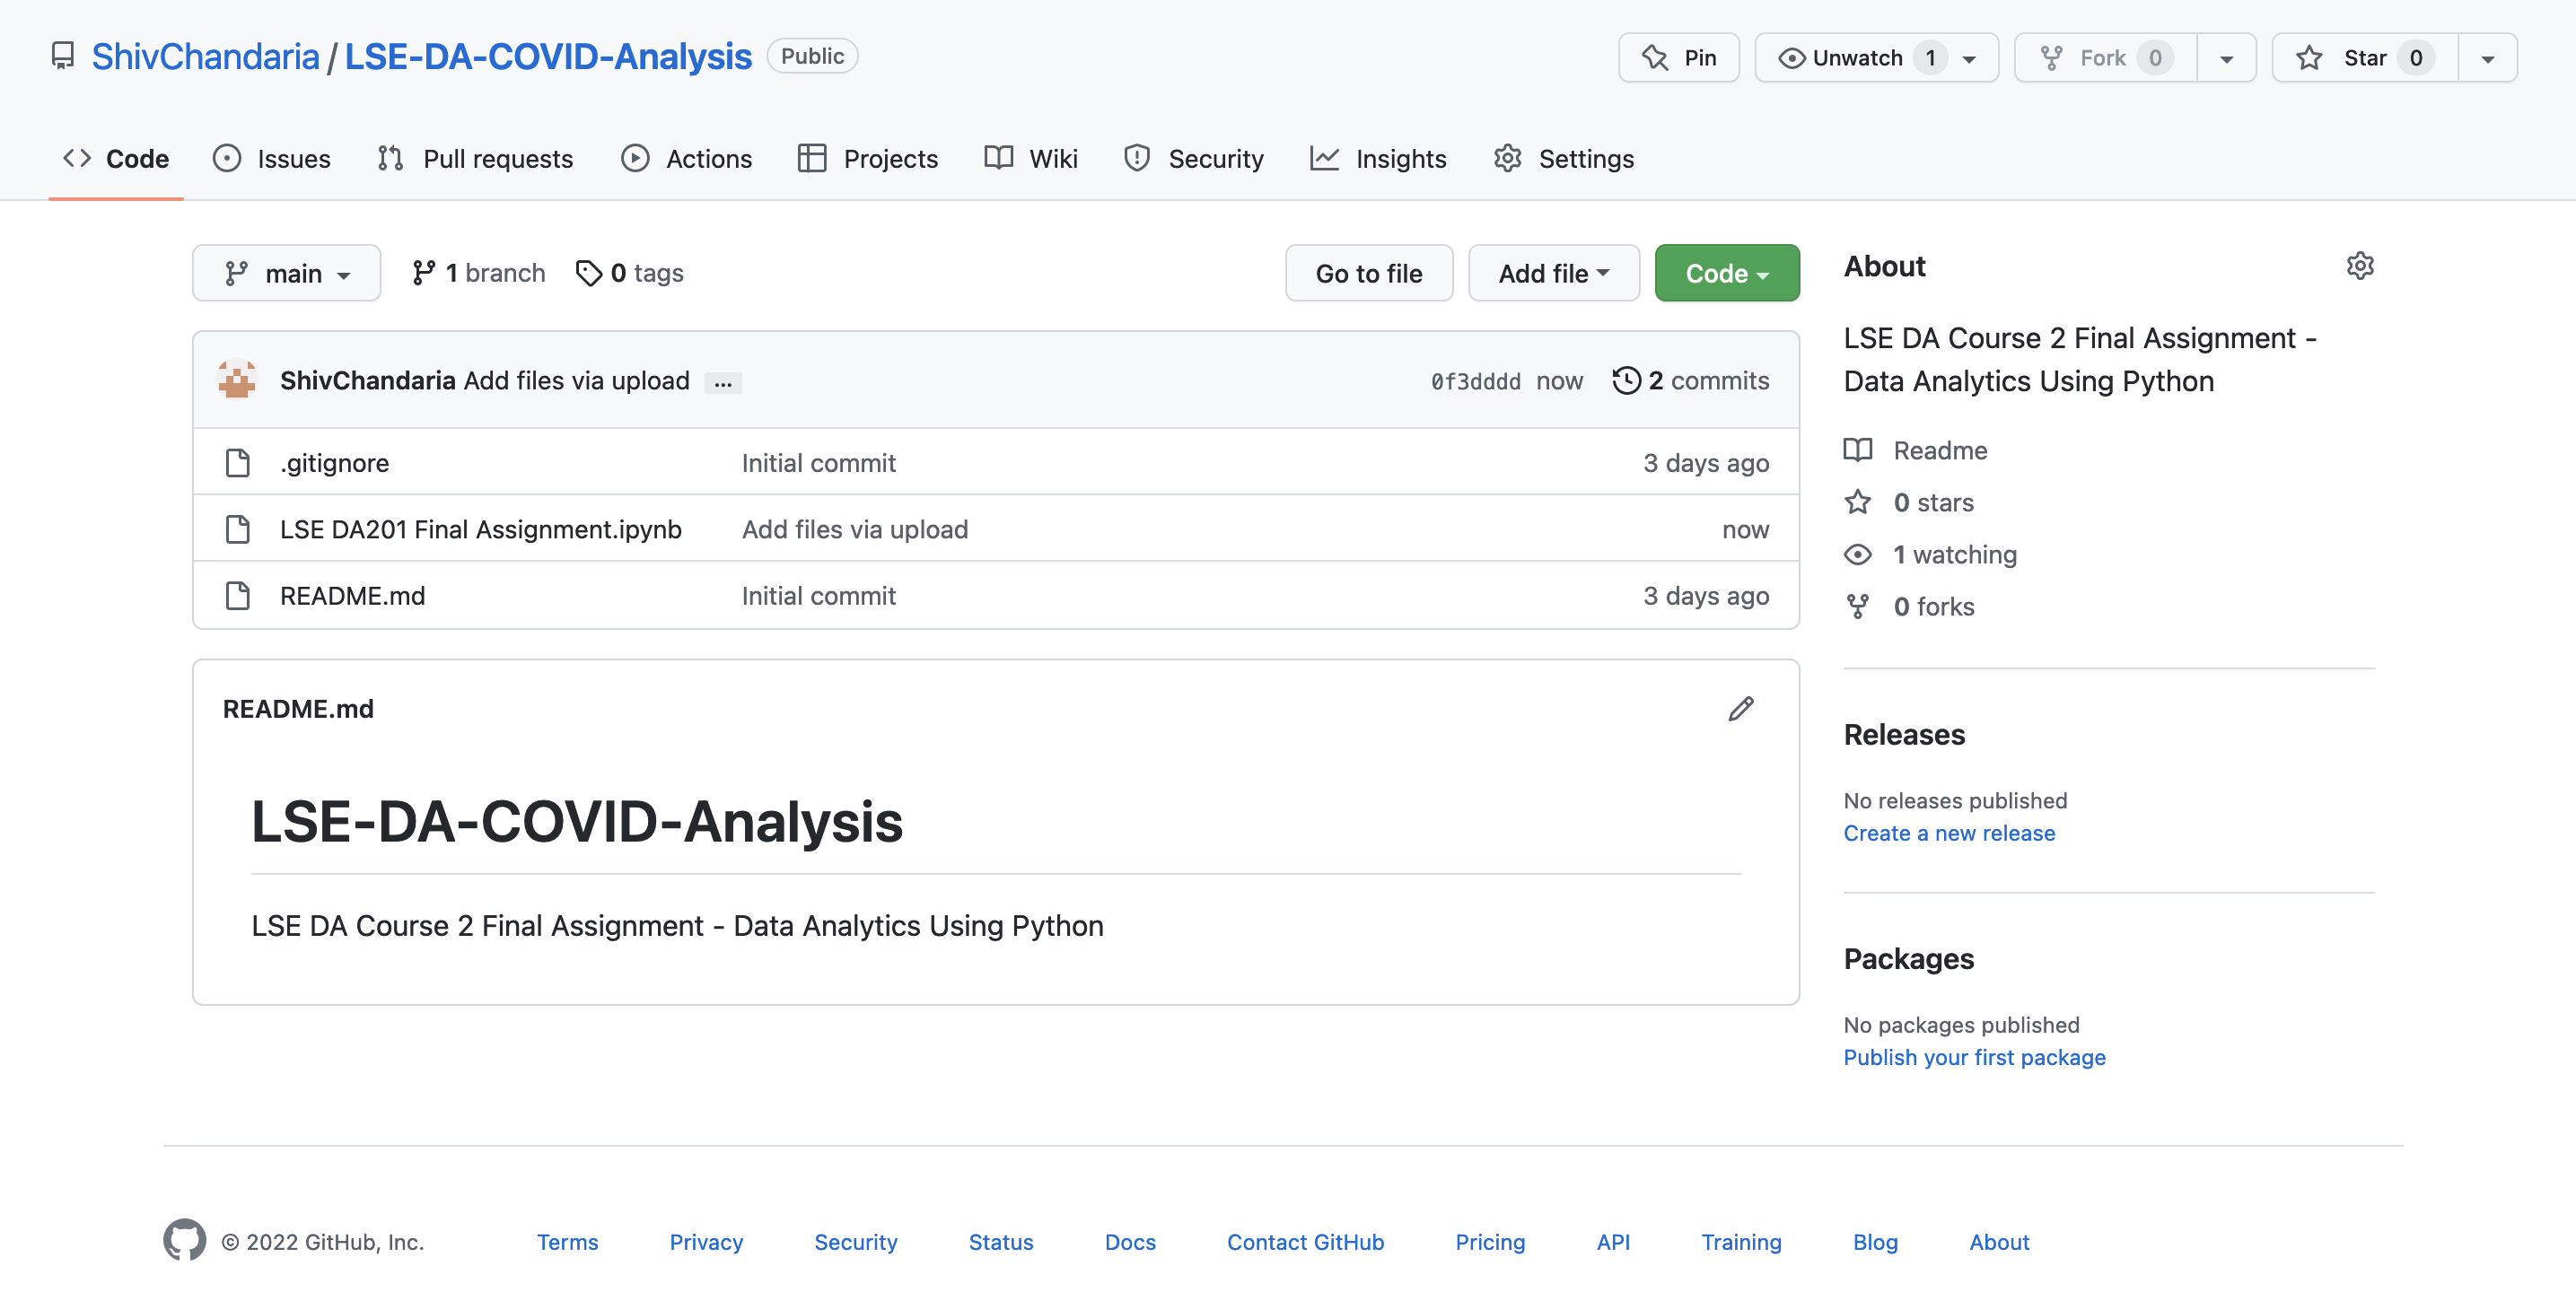 ShivChandaria / LSE-DA-COVID-Analysis Public Pin Unwatch 1 Fork 0 Star 0
Code Issues Pull requests Actions Projects Wiki Security Insights Settings
main 1 branch 0 tags Go to file Add file Code
ShivChandaria Add files via upload ... 0f3dddd now 2 commits
.gitignore Initial commit 3 days ago
LSE DA201 Final Assignment.ipynb Add files via upload now
README.md Initial commit 3 days ago
README.md
LSE-DA-COVID-Analysis
LSE DA Course 2 Final Assignment - Data Analytics Using Python
About
LSE DA Course 2 Final Assignment -
Data Analytics Using Python
Readme
0 stars
1 watching
0 forks
Releases
No releases published
Create a new release
Packages
No packages published
Publish your first package
© 2022 GitHub, Inc. Terms Privacy Security Status Docs Contact GitHub Pricing API Training Blog About